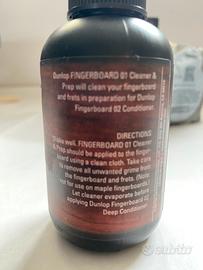 Dunlop FINGERBOARD 01 Cleaner &
Prep will clean your fingerboard
and frets in preparation for Dunlop
Fingerboard 02 Conditioner.
DIRECTIONS:
Shake well. FINGERBOARD 01 Cleaner
& Prep should be applied to the finger
board using a clean cloth. Take care
to remove all unwanted grime from
the fingerboard and frets. (Note:
not for use on maple fingerboards.)
Let cleaner evaporate before
applying Dunlop Fingerboard 02
Deep Conditioner.
subito